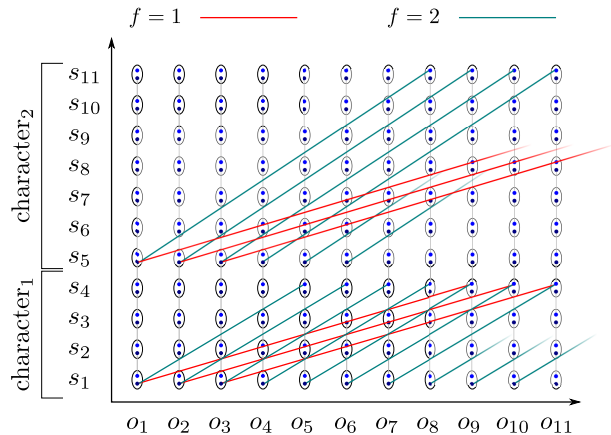 f = 1 f = 2
character₂
s₁₁
s₁₀
s₉
s₈
s₇
s₆
s₅
character₁
s₄
s₃
s₂
s₁
o₁ o₂ o₃ o₄ o₅ o₆ o₇ o₈ o₉ o₁₀ o₁₁